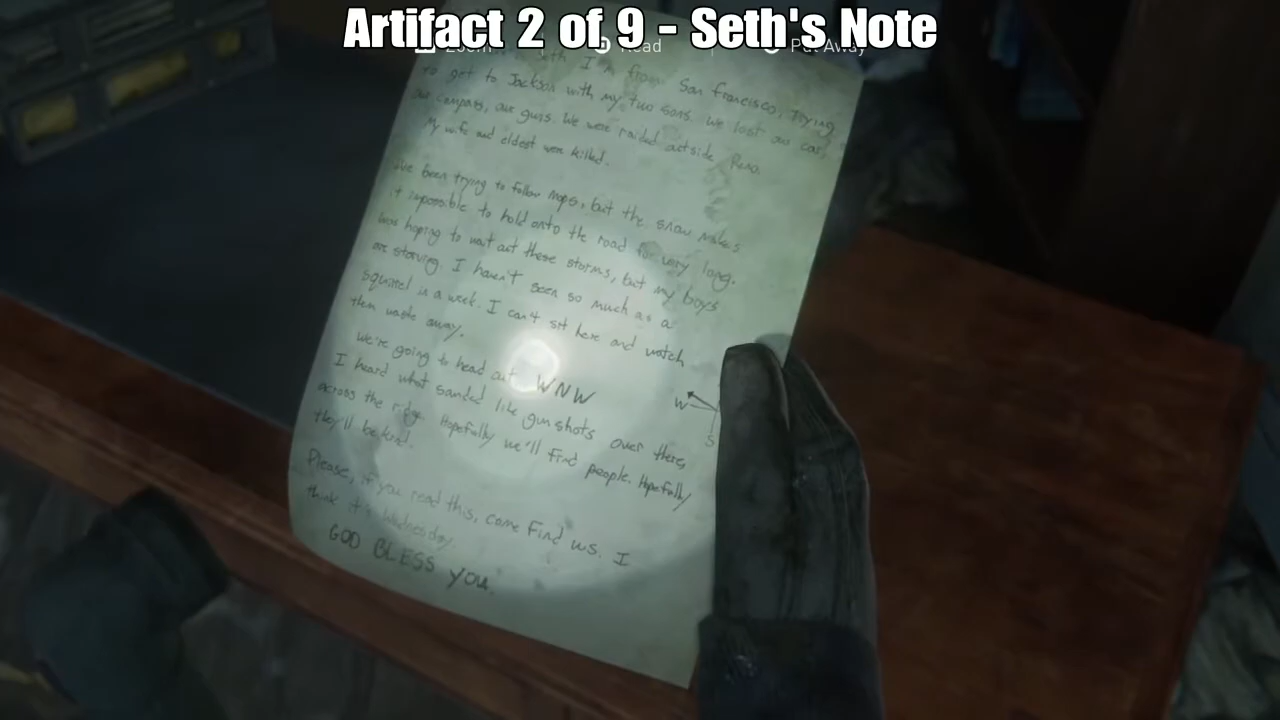 Artifact 2 of 9 - Seth's Note
Zoom Read Put Away
Seth I'm from San Francisco, trying
to get to Jackson with my two sons. We lost our car,
our compass, our guns. We were raided outside Reno.
My wife and eldest were killed.
I've been trying to follow maps, but the snow makes
it impossible to hold onto the road for very long.
was hoping to wait out these storms, but my boys
are starving. I haven't seen so much as a
squirrel in a week. I can't sit here and watch
them waste away.
We're going to head out WNW
I heard what sounded like gunshots over there,
across the ridge. Hopefully we'll find people. Hopefully
they'll be kind.
W
S
Please, if you read this, come find us. I
think it's Wednesday.
GOD BLESS YOU.